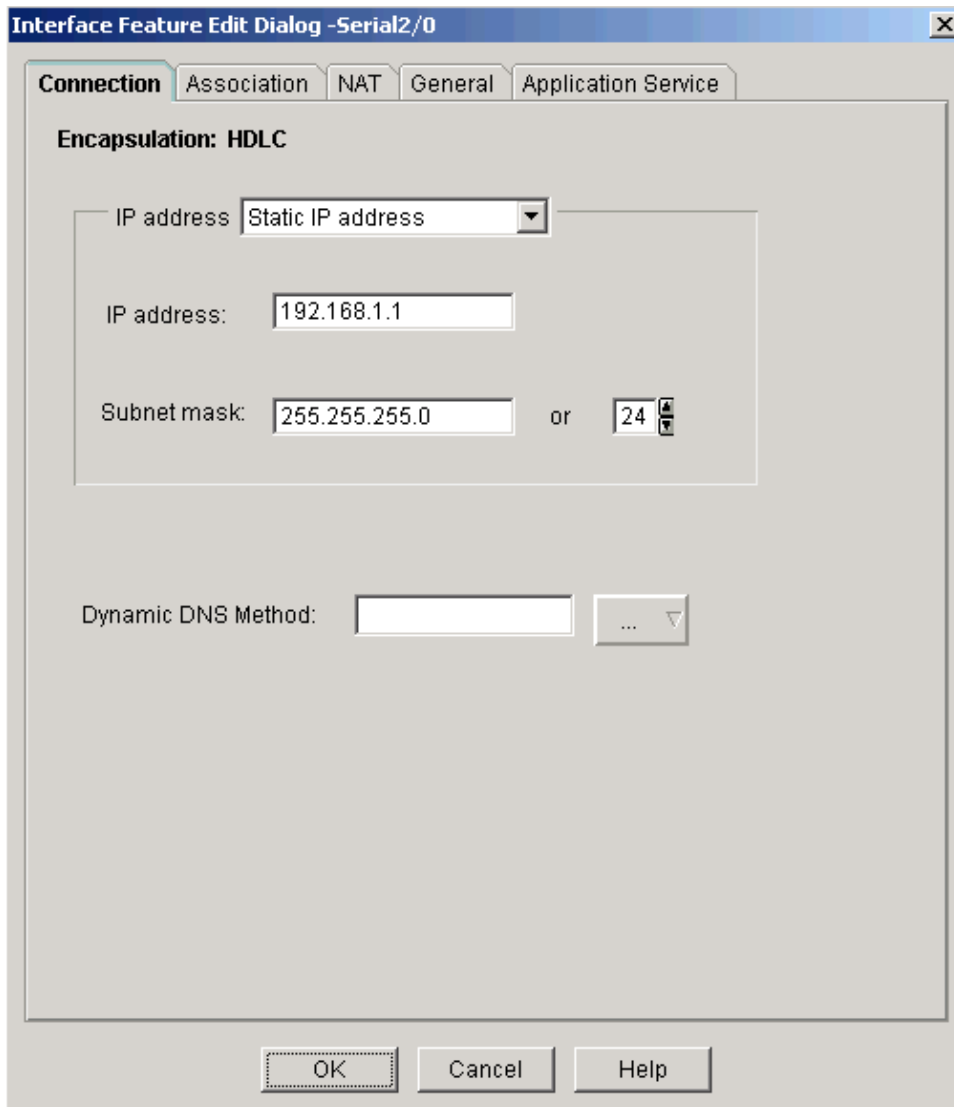 Interface Feature Edit Dialog -Serial2/0
Connection Association NAT General Application Service
Encapsulation: HDLC
IP address Static IP address
IP address: 192.168.1.1
Subnet mask: 255.255.255.0 or 24
Dynamic DNS Method: ...
OK Cancel Help